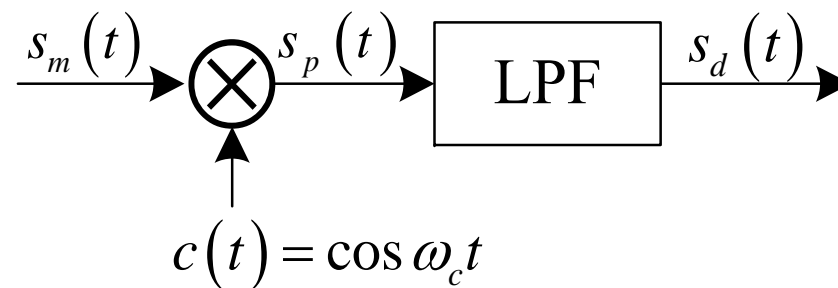 s_m(t) s_p(t) LPF s_d(t)
c(t) = cos ω_c t